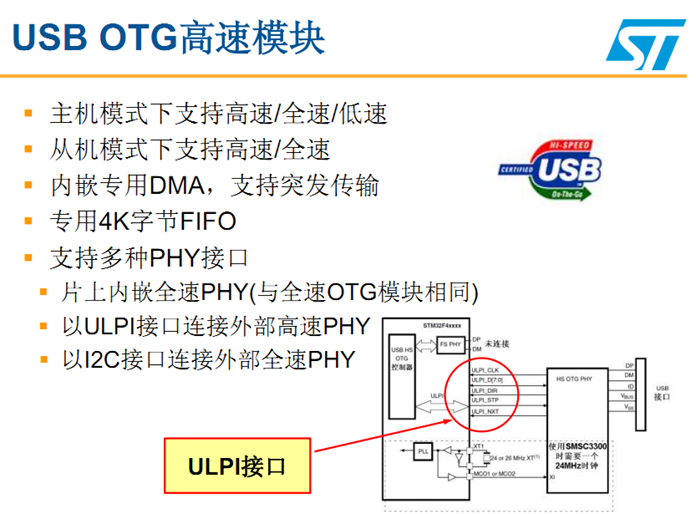 USB OTG高速模块
ST
主机模式下支持高速/全速/低速
从机模式下支持高速/全速
HI-SPEED
CERTIFIED
USB
On-The-Go
内嵌专用DMA，支持突发传输
专用4K字节FIFO
支持多种PHY接口
片上内嵌全速PHY(与全速OTG模块相同)
以ULPI接口连接外部高速PHY
以I2C接口连接外部全速PHY
STM32F4xxxx
USB HS
OTG
控制器
FS PHY
DP
DM
未连接
ULPI
ULPI_CLK
ULPI_D[7:0]
ULPI_DIR
ULPI_STP
ULPI_NXT
HS OTG PHY
DP
DM
ID
VBUS
VSS
USB
接口
PLL
XT1
24 or 26 MHz XT(1)
MCO1 or MCO2
XI
使用SMSC3300
时需要一个
24MHz时钟
ULPI接口